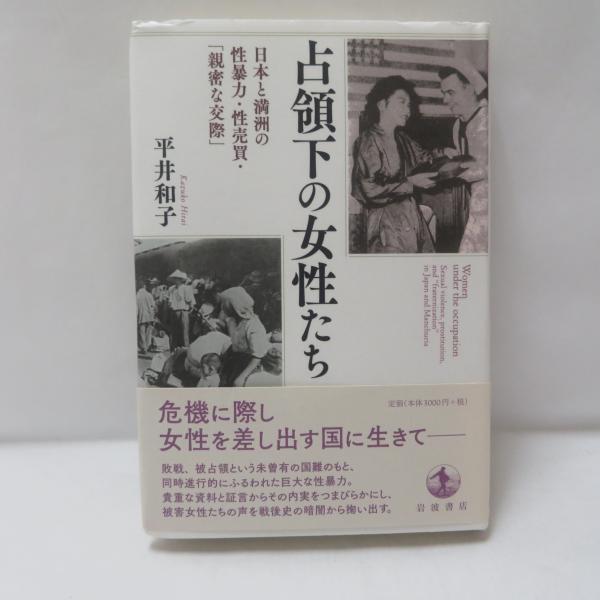 占領下の女性たち
日本と満洲の
性暴力・性売買・
「親密な交際」
平井和子
Kazuko Hirai
Women
under the occupation
Sexual violence, prostitution,
and "fraternization"
in Japan and Manchuria
危機に際し
女性を差し出す国に生きて——
定価(本体3000円+税)
敗戦、被占領という未曾有の国難のもと、
同時進行的にふるわれた巨大な性暴力。
貴重な資料と証言からその内実をつまびらかにし、
被害女性たちの声を戦後史の暗闇から掬い出す。
岩波書店